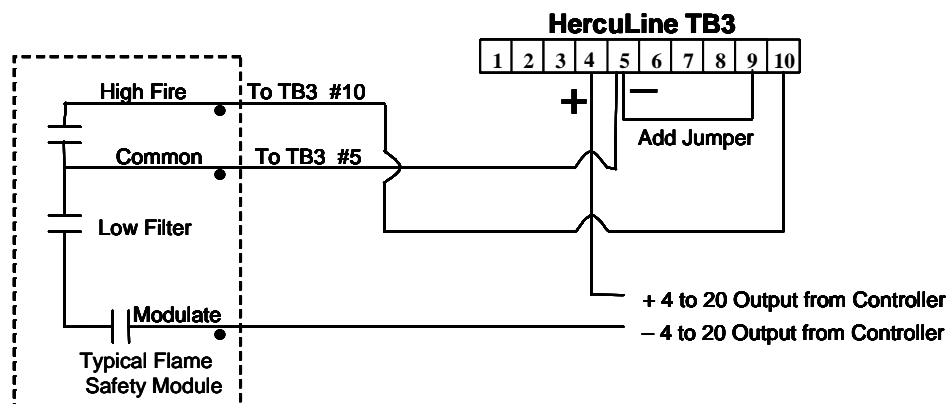 HercuLine TB3
1 2 3 4 5 6 7 8 9 10
+ −
Add Jumper
High Fire To TB3 #10
Common To TB3 #5
Low Filter
+ 4 to 20 Output from Controller
Modulate − 4 to 20 Output from Controller
Typical Flame
Safety Module